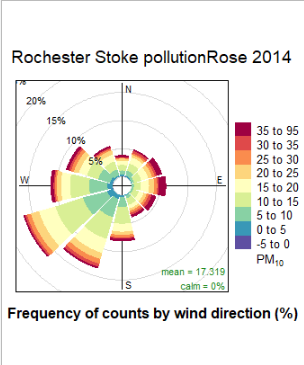 Rochester Stoke pollutionRose 2014
%
20%
15%
10%
5%
N
W
E
S
35 to 95
30 to 35
25 to 30
20 to 25
15 to 20
10 to 15
5 to 10
0 to 5
-5 to 0
PM10
mean = 17.319
calm = 0%
Frequency of counts by wind direction (%)